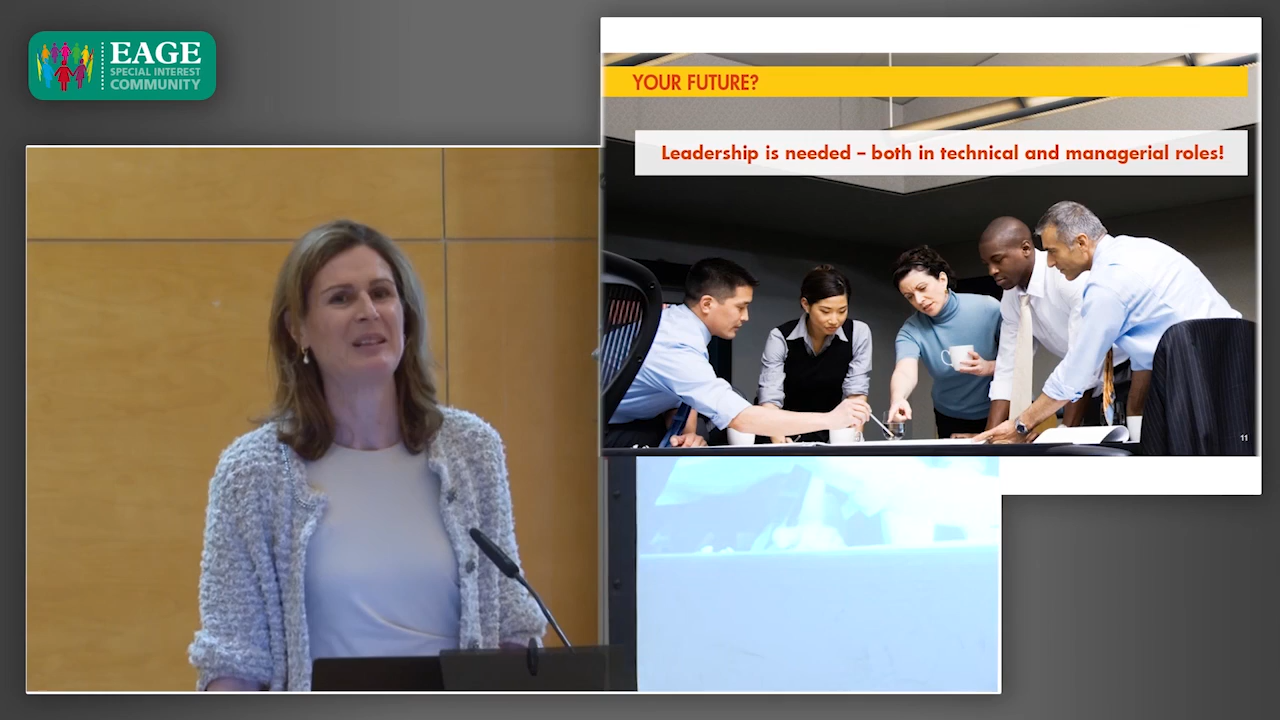 EAGE
SPECIAL INTEREST
COMMUNITY
YOUR FUTURE?
Leadership is needed – both in technical and managerial roles!
11